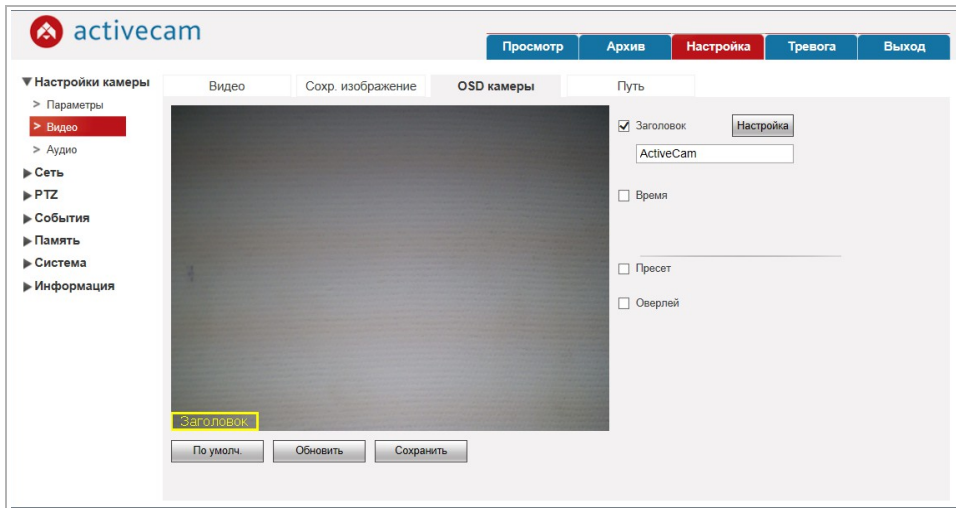 activecam
Просмотр
Архив
Настройка
Тревога
Выход
Настройки камеры
> Параметры
> Видео
> Аудио
Сеть
PTZ
События
Память
Система
Информация
Видео
Сохр. изображение
OSD камеры
Путь
Заголовок
Настройка
ActiveCam
Время
Пресет
Оверлей
Заголовок
По умолч.
Обновить
Сохранить